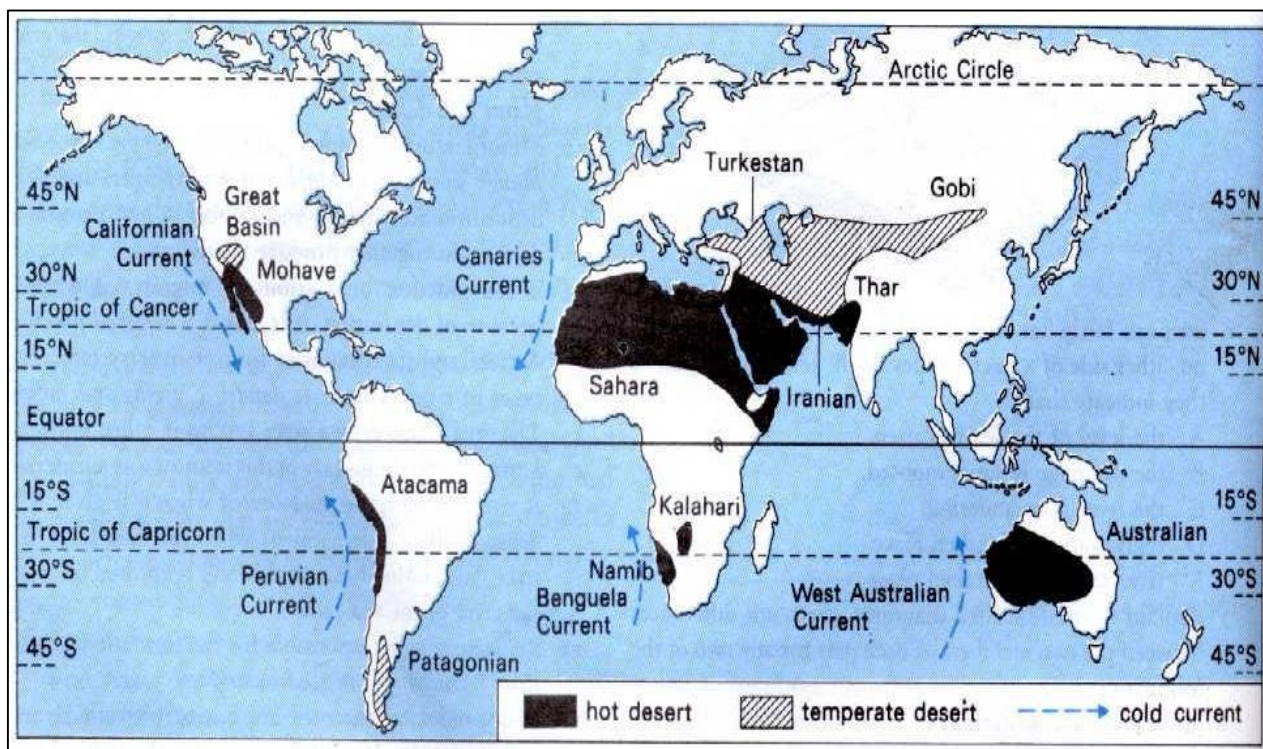 Arctic Circle
Turkestan
Gobi
45°N
Great
Basin
45°N
Californian
Current
Canaries
Current
30°N
Mohave
Thar
30°N
Tropic of Cancer
15°N
15°N
Sahara
Iranian
Equator
Atacama
15°S
Kalahari
15°S
Tropic of Capricorn
Australian
Peruvian
Current
Namib
Benguela
Current
West Australian
Current
30°S
30°S
45°S
Patagonian
45°S
hot desert
temperate desert
cold current